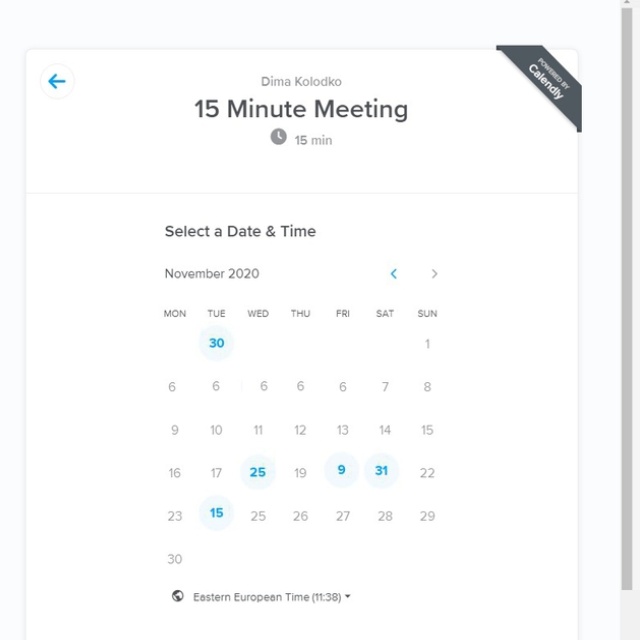 POWERED BY
Calendly
Dima Kolodko
15 Minute Meeting
15 min
Select a Date & Time
November 2020
MON TUE WED THU FRI SAT SUN
30 1
6 6 6 6 6 7 8
9 10 11 12 13 14 15
16 17 25 19 9 31 22
23 15 25 26 27 28 29
30
Eastern European Time (11:38)